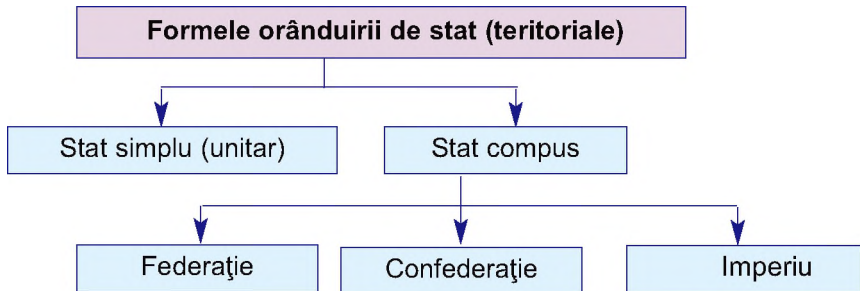 Formele orânduirii de stat (teritoriale)
Stat simplu (unitar)
Stat compus
Federaţie
Confederaţie
Imperiu